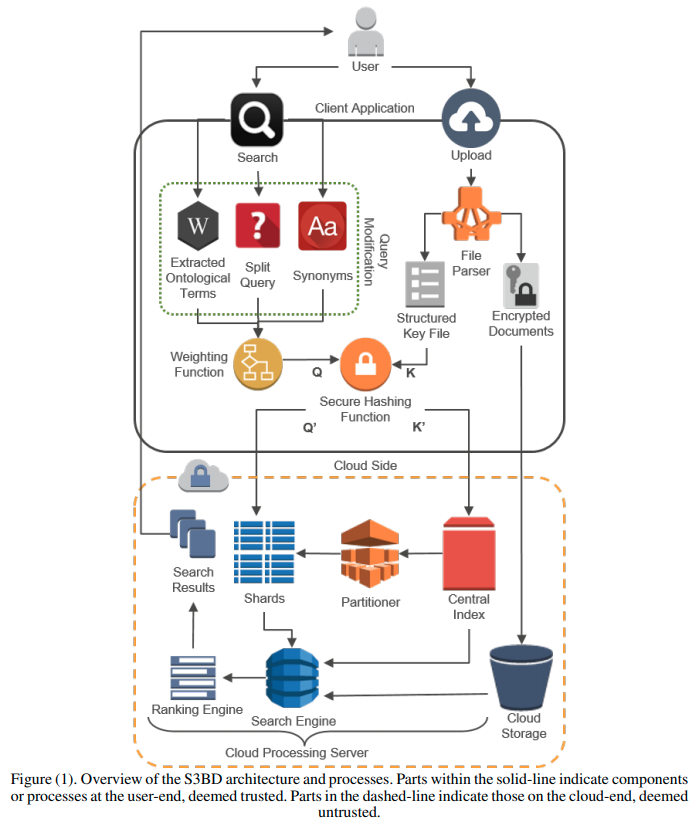 User
Client Application
Search
Upload
W
?
Aa
Extracted
Ontological
Terms
Split
Query
Synonyms
Query
Modification
File
Parser
Structured
Key File
Encrypted
Documents
Weighting
Function
Q
K
Secure Hashing
Function
Q'
K'
Cloud Side
Search
Results
Shards
Partitioner
Central
Index
Ranking Engine
Search Engine
Cloud
Storage
Cloud Processing Server
Figure (1). Overview of the S3BD architecture and processes. Parts within the solid-line indicate components
or processes at the user-end, deemed trusted. Parts in the dashed-line indicate those on the cloud-end, deemed
untrusted.